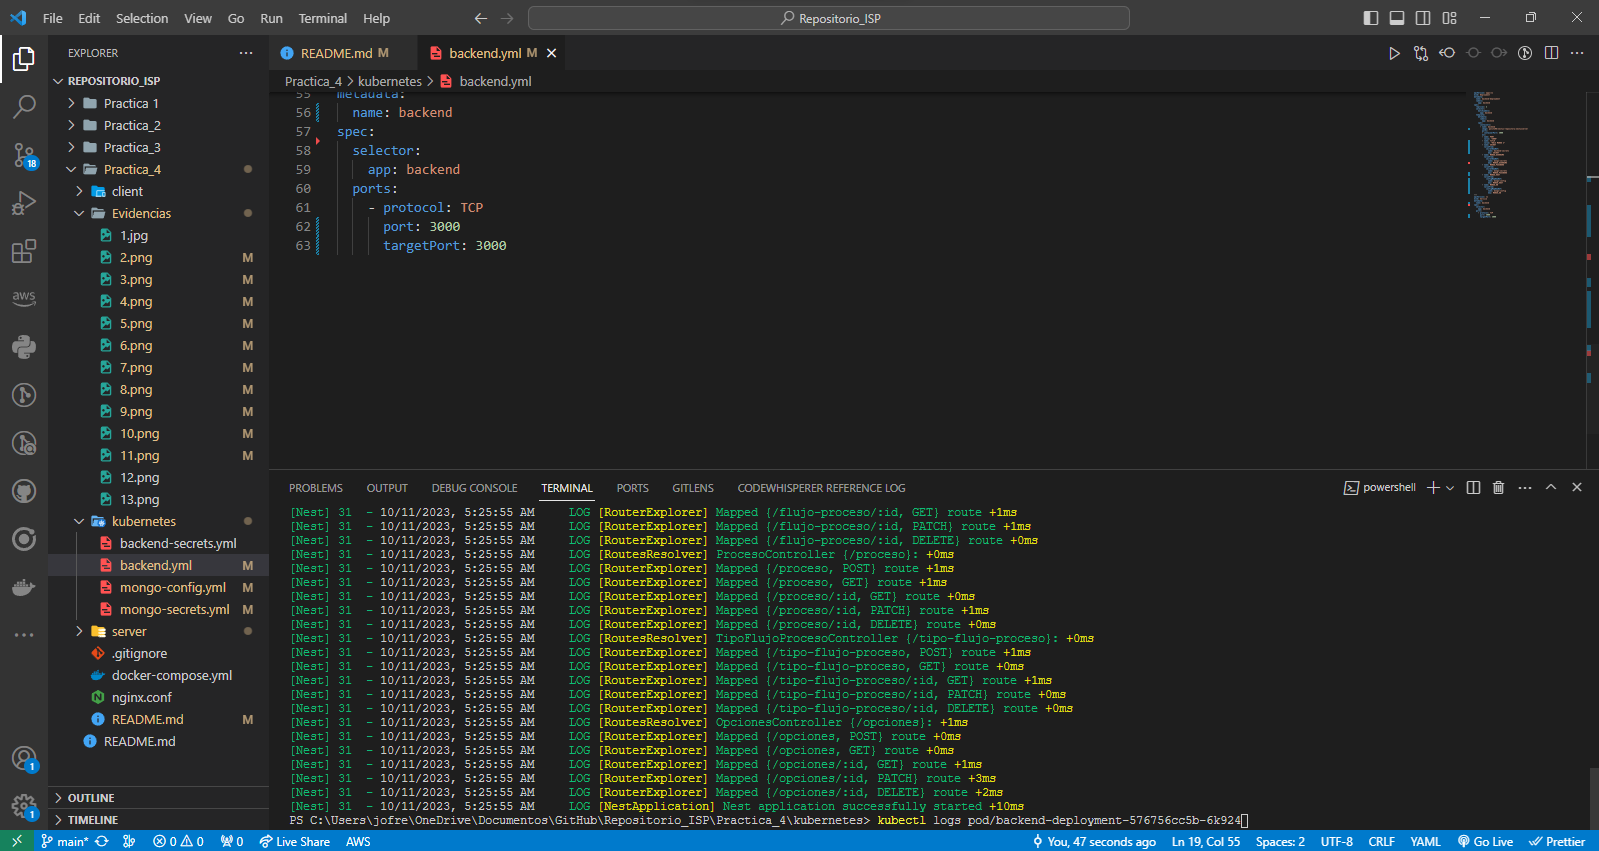 File Edit Selection View Go Run Terminal Help
Repositorio_ISP
EXPLORER
README.md M
backend.yml M
REPOSITORIO_ISP
Practica_4 > kubernetes > backend.yml
Practica 1
Practica_2
Practica_3
Practica_4
client
Evidencias
1.jpg
2.png M
3.png M
4.png M
5.png M
6.png M
7.png M
8.png M
9.png M
10.png M
11.png M
12.png
13.png
kubernetes
backend-secrets.yml
backend.yml M
mongo-config.yml M
mongo-secrets.yml M
server
.gitignore
docker-compose.yml
nginx.conf
README.md M
README.md
OUTLINE
TIMELINE
aws
18
1
1
55 metadata:
56 name: backend
57 spec:
58 selector:
59 app: backend
60 ports:
61 - protocol: TCP
62 port: 3000
63 targetPort: 3000
PROBLEMS OUTPUT DEBUG CONSOLE TERMINAL PORTS GITLENS CODEWHISPERER REFERENCE LOG
powershell
[Nest] 31 - 10/11/2023, 5:25:55 AM LOG [RouterExplorer] Mapped {/flujo-proceso/:id, GET} route +1ms
[Nest] 31 - 10/11/2023, 5:25:55 AM LOG [RouterExplorer] Mapped {/flujo-proceso/:id, PATCH} route +1ms
[Nest] 31 - 10/11/2023, 5:25:55 AM LOG [RouterExplorer] Mapped {/flujo-proceso/:id, DELETE} route +0ms
[Nest] 31 - 10/11/2023, 5:25:55 AM LOG [RoutesResolver] ProcesoController {/proceso}: +0ms
[Nest] 31 - 10/11/2023, 5:25:55 AM LOG [RouterExplorer] Mapped {/proceso, POST} route +1ms
[Nest] 31 - 10/11/2023, 5:25:55 AM LOG [RouterExplorer] Mapped {/proceso, GET} route +1ms
[Nest] 31 - 10/11/2023, 5:25:55 AM LOG [RouterExplorer] Mapped {/proceso/:id, GET} route +0ms
[Nest] 31 - 10/11/2023, 5:25:55 AM LOG [RouterExplorer] Mapped {/proceso/:id, PATCH} route +1ms
[Nest] 31 - 10/11/2023, 5:25:55 AM LOG [RouterExplorer] Mapped {/proceso/:id, DELETE} route +0ms
[Nest] 31 - 10/11/2023, 5:25:55 AM LOG [RoutesResolver] TipoFlujoProcesoController {/tipo-flujo-proceso}: +0ms
[Nest] 31 - 10/11/2023, 5:25:55 AM LOG [RouterExplorer] Mapped {/tipo-flujo-proceso, POST} route +1ms
[Nest] 31 - 10/11/2023, 5:25:55 AM LOG [RouterExplorer] Mapped {/tipo-flujo-proceso, GET} route +0ms
[Nest] 31 - 10/11/2023, 5:25:55 AM LOG [RouterExplorer] Mapped {/tipo-flujo-proceso/:id, GET} route +1ms
[Nest] 31 - 10/11/2023, 5:25:55 AM LOG [RouterExplorer] Mapped {/tipo-flujo-proceso/:id, PATCH} route +0ms
[Nest] 31 - 10/11/2023, 5:25:55 AM LOG [RouterExplorer] Mapped {/tipo-flujo-proceso/:id, DELETE} route +0ms
[Nest] 31 - 10/11/2023, 5:25:55 AM LOG [RoutesResolver] OpcionesController {/opciones}: +1ms
[Nest] 31 - 10/11/2023, 5:25:55 AM LOG [RouterExplorer] Mapped {/opciones, POST} route +0ms
[Nest] 31 - 10/11/2023, 5:25:55 AM LOG [RouterExplorer] Mapped {/opciones, GET} route +0ms
[Nest] 31 - 10/11/2023, 5:25:55 AM LOG [RouterExplorer] Mapped {/opciones/:id, GET} route +1ms
[Nest] 31 - 10/11/2023, 5:25:55 AM LOG [RouterExplorer] Mapped {/opciones/:id, PATCH} route +3ms
[Nest] 31 - 10/11/2023, 5:25:55 AM LOG [RouterExplorer] Mapped {/opciones/:id, DELETE} route +2ms
[Nest] 31 - 10/11/2023, 5:25:55 AM LOG [NestApplication] Nest application successfully started +10ms
PS C:\Users\jofre\OneDrive\Documentos\GitHub\Repositorio_ISP\Practica_4\kubernetes> kubectl logs pod/backend-deployment-576756cc5b-6k924
main* 0 0 0 Live Share AWS You, 47 seconds ago Ln 19, Col 55 Spaces: 2 UTF-8 CRLF YAML Go Live Prettier